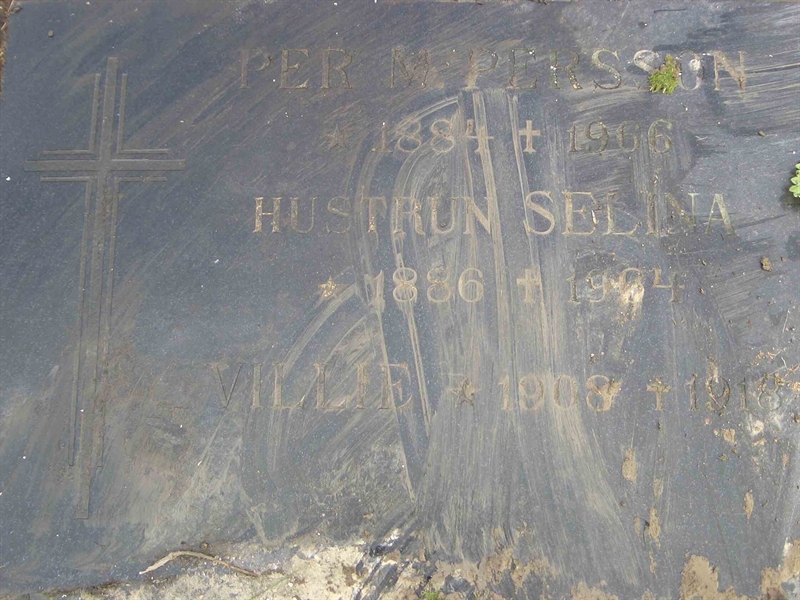 PER M. PERSSON
★ 1884 ✝ 1966
HUSTRUN SELINA
★ 1886 ✝ 1964
VILLIE ★ 1908 ✝ 1918